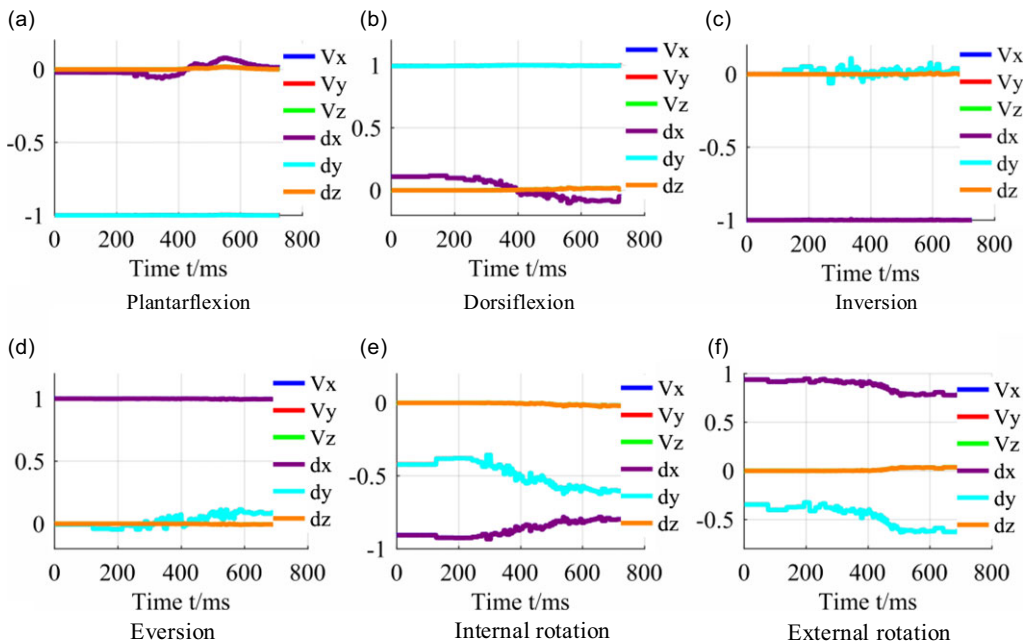 (a)
0
-0.5
-1
0 200 400 600 800
Time t/ms
Vx
Vy
Vz
dx
dy
dz
Plantarflexion
(b)
1
0.5
0
0 200 400 600 800
Time t/ms
Vx
Vy
Vz
dx
dy
dz
Dorsiflexion
(c)
0
-0.5
-1
0 200 400 600 800
Time t/ms
Vx
Vy
Vz
dx
dy
dz
Inversion
(d)
1
0.5
0
0 200 400 600 800
Time t/ms
Vx
Vy
Vz
dx
dy
dz
Eversion
(e)
0
-0.5
-1
0 200 400 600 800
Time t/ms
Vx
Vy
Vz
dx
dy
dz
Internal rotation
(f)
1
0.5
0
-0.5
0 200 400 600 800
Time t/ms
Vx
Vy
Vz
dx
dy
dz
External rotation